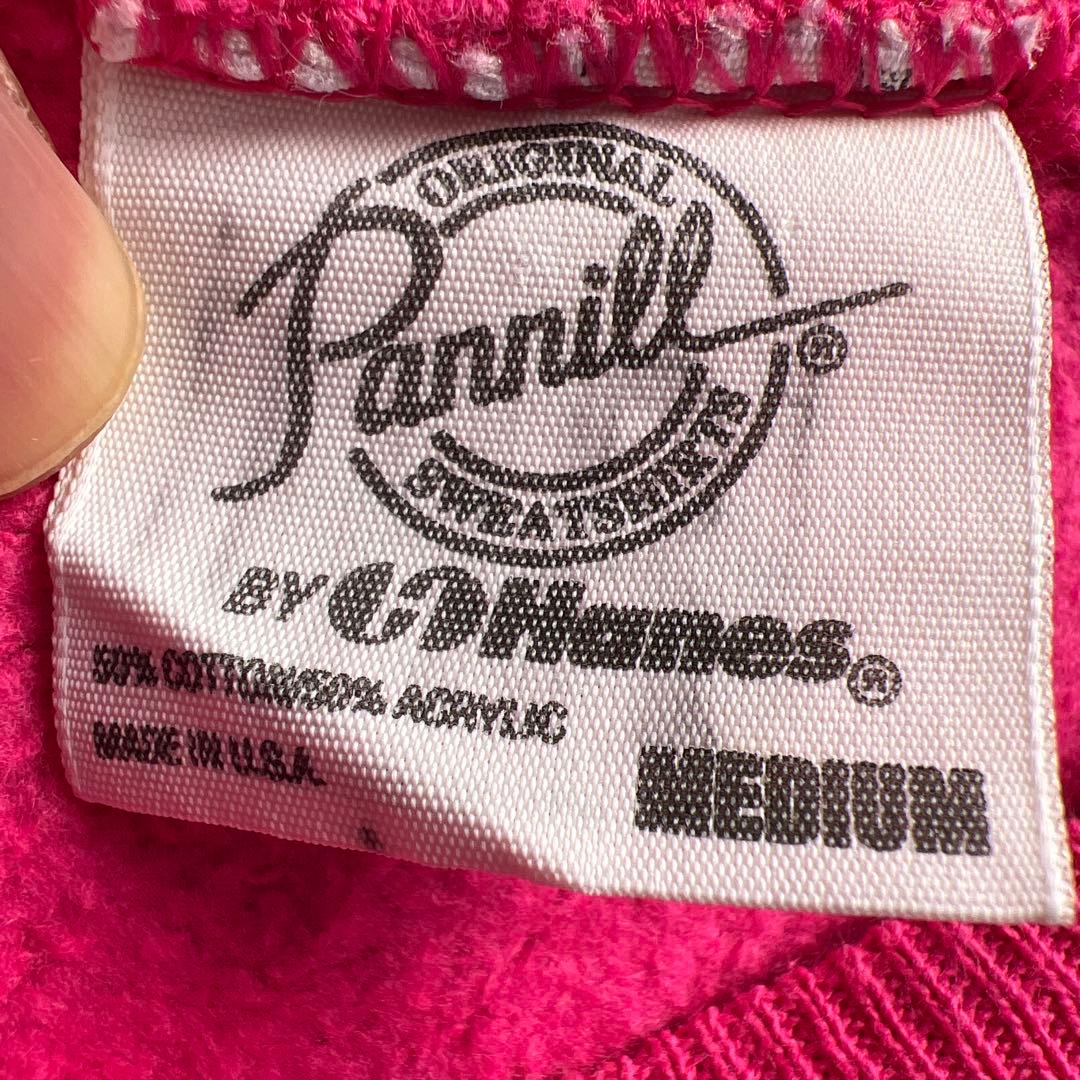 ORIGINAL
Pannill ®
SWEATSHIRTS
BY Hanes®
50% COTTON/50% ACRYLIC
MADE IN U.S.A.
MEDIUM